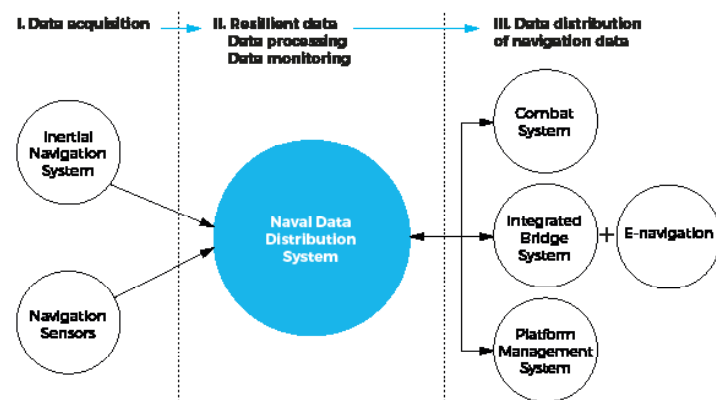 I. Data acquisition
II. Resillient data
Data processing
Data monitoring
III. Data distribution
of navigation data
Inertial
Navigation
System
Navigation
Sensors
Naval Data
Distribution
System
Combat
System
Integrated
Bridge
System
+
E-navigation
Platform
Management
System